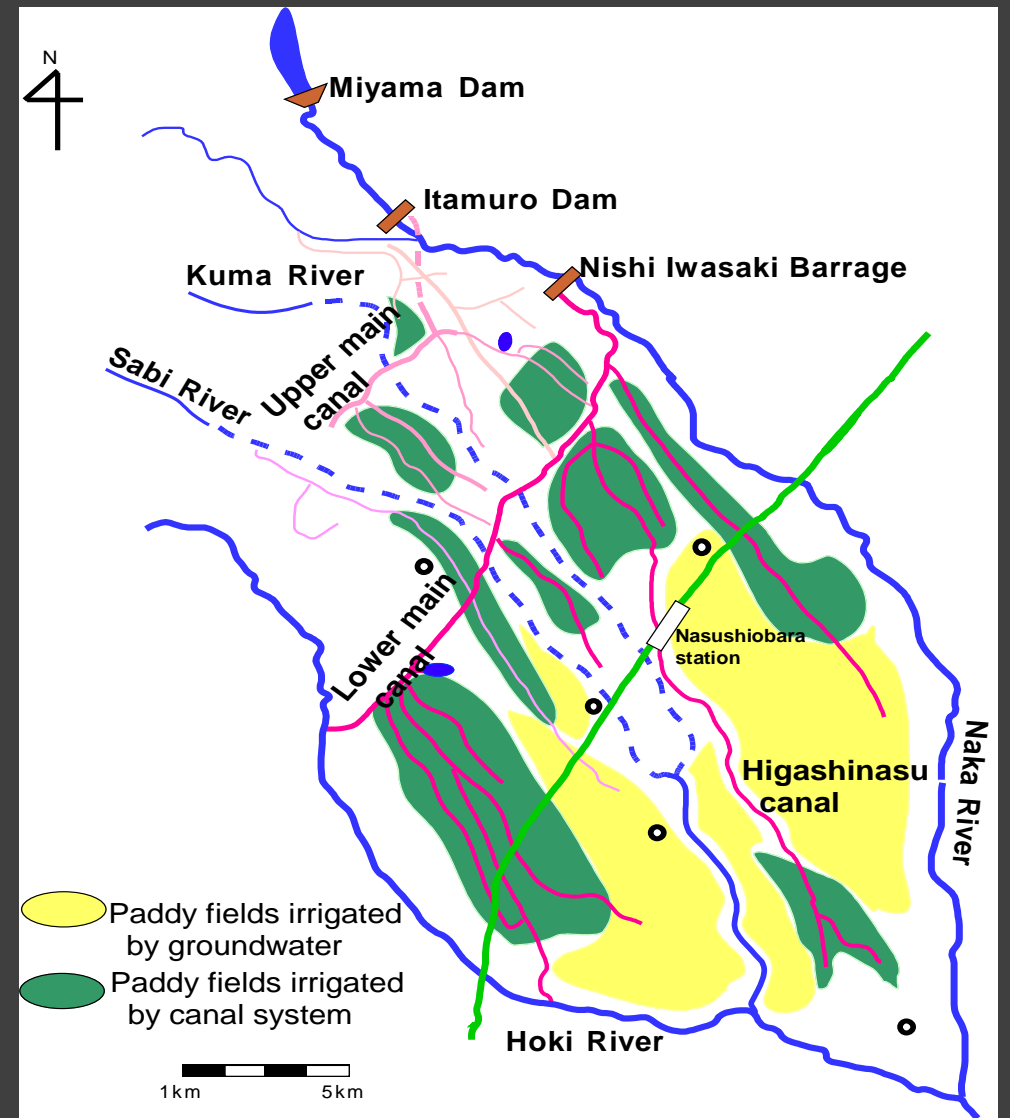 N
Miyama Dam
Itamuro Dam
Nishi Iwasaki Barrage
Kuma River
Upper main
canal
Sabi River
Lower main
canal
Nasushiobara
station
Higashinasu
canal
Naka River
Paddy fields irrigated
by groundwater
Paddy fields irrigated
by canal system
Hoki River
1km
5km